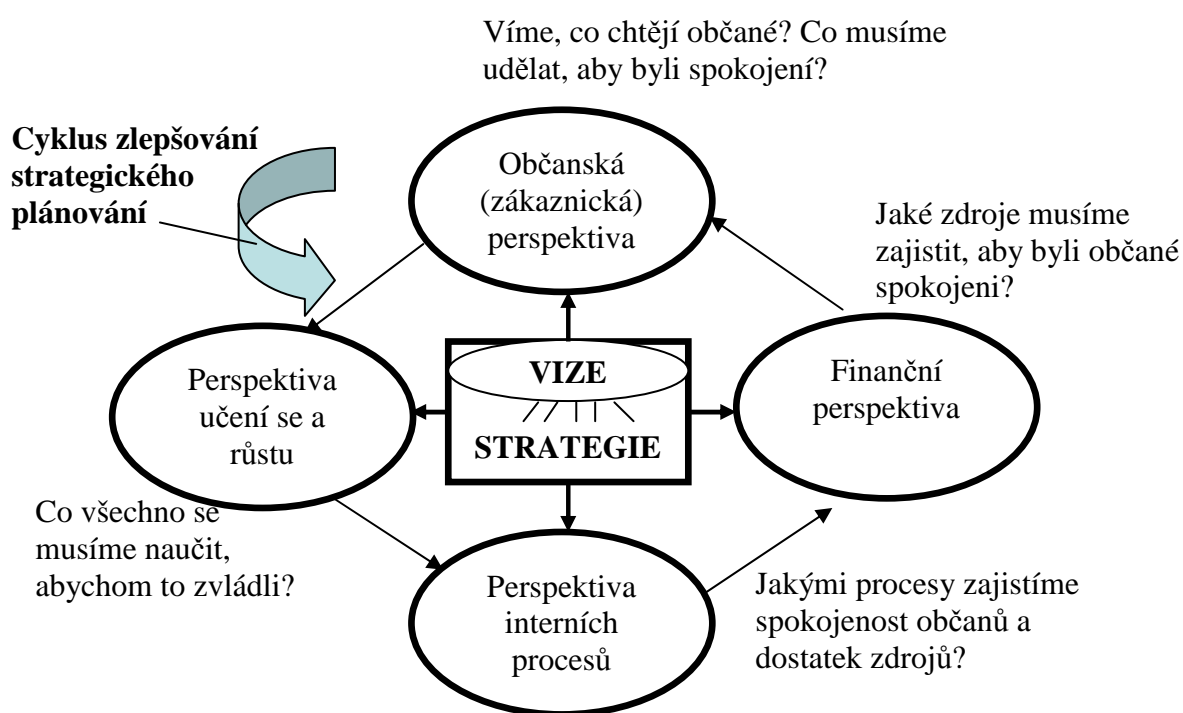 Víme, co chtějí občané? Co musíme
udělat, aby byli spokojení?
Cyklus zlepšování
strategického
plánování
Občanská
(zákaznická)
perspektiva
Jaké zdroje musíme
zajistit, aby byli občané
spokojeni?
Perspektiva
učení se a
růstu
VIZE
STRATEGIE
Finanční
perspektiva
Co všechno se
musíme naučit,
abychom to zvládli?
Perspektiva
interních
procesů
Jakými procesy zajistíme
spokojenost občanů a
dostatek zdrojů?